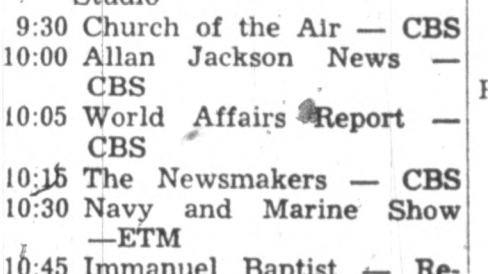 Studio
9:30 Church of the Air — CBS
10:00 Allan Jackson News —
CBS
10:05 World Affairs Report —
CBS
10:15 The Newsmakers — CBS
10:30 Navy and Marine Show
—ETM
10:45 Immanuel Baptist — Re-